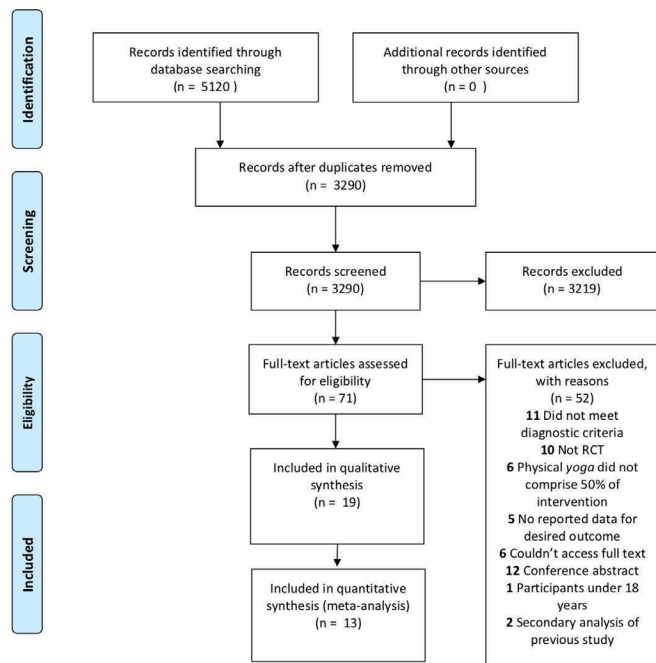 Identification
Records identified through
database searching
(n = 5120 )
Additional records identified
through other sources
(n = 0 )
Records after duplicates removed
(n = 3290)
Screening
Records screened
(n = 3290)
Records excluded
(n = 3219)
Eligibility
Full-text articles assessed
for eligibility
(n = 71)
Full-text articles excluded,
with reasons
(n = 52)
11 Did not meet
diagnostic criteria
10 Not RCT
6 Physical yoga did not
comprise 50% of
intervention
5 No reported data for
desired outcome
6 Couldn't access full text
12 Conference abstract
1 Participants under 18
years
2 Secondary analysis of
previous study
Included in qualitative
synthesis
(n = 19)
Included
Included in quantitative
synthesis (meta-analysis)
(n = 13)